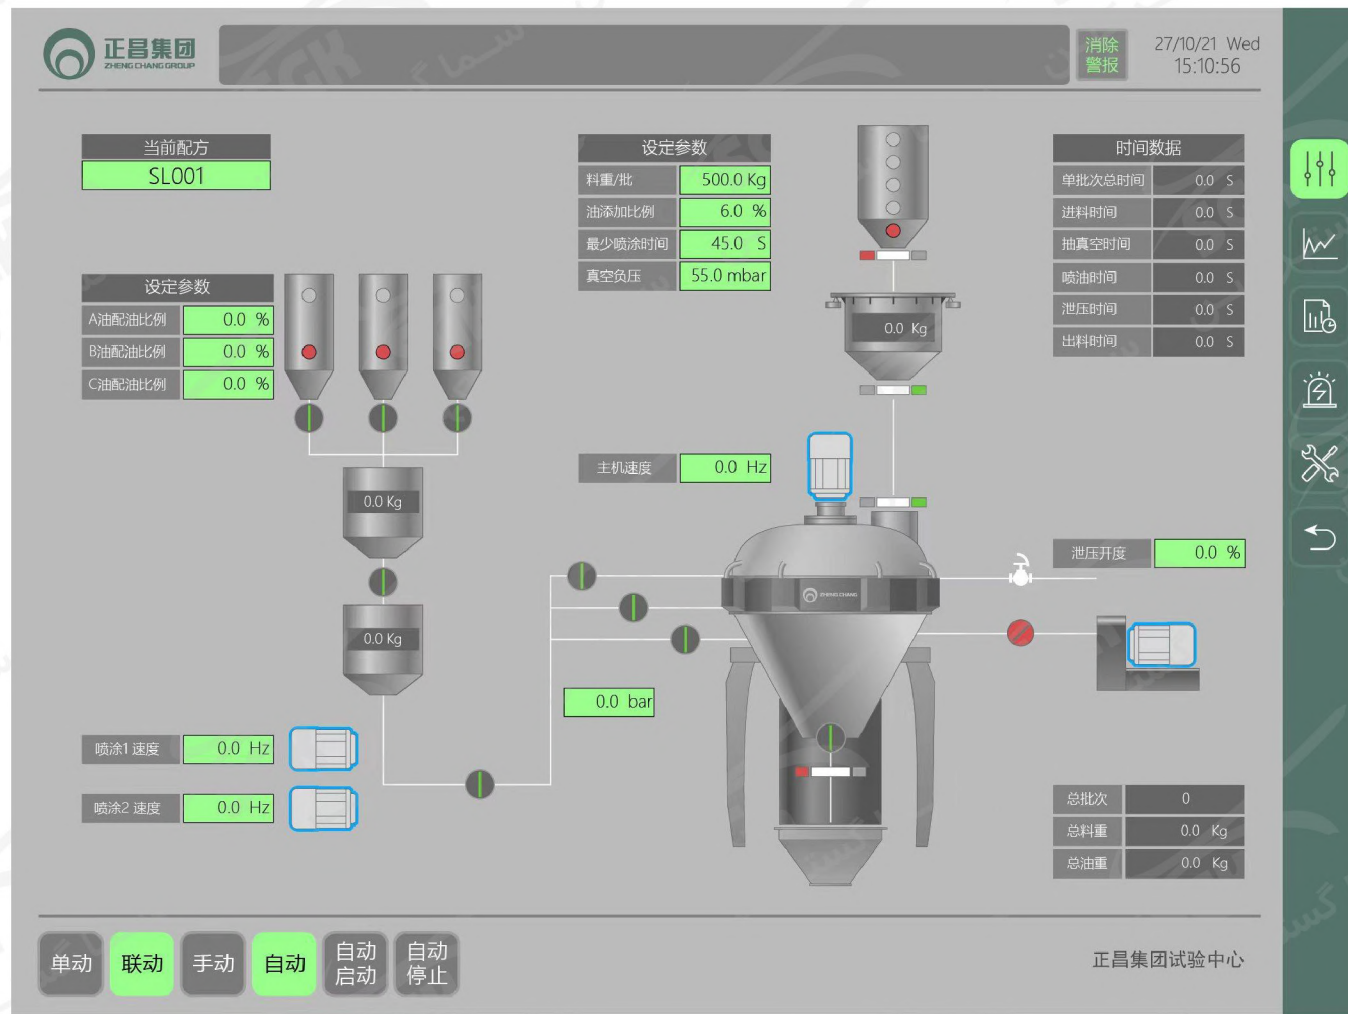 正昌集团
ZHENG CHANG GROUP
消除
警报
27/10/21 Wed
15:10:56
当前配方
SL001
设定参数
料重/批 500.0 Kg
油添加比例 6.0 %
最少喷涂时间 45.0 S
真空负压 55.0 mbar
时间数据
单批次总时间 0.0 S
进料时间 0.0 S
抽真空时间 0.0 S
喷油时间 0.0 S
泄压时间 0.0 S
出料时间 0.0 S
设定参数
A油配油比例 0.0 %
B油配油比例 0.0 %
C油配油比例 0.0 %
0.0 Kg
主机速度 0.0 Hz
0.0 Kg
泄压开度 0.0 %
ZHENG CHANG
0.0 Kg
0.0 bar
喷涂1 速度 0.0 Hz
喷涂2 速度 0.0 Hz
总批次 0
总料重 0.0 Kg
总油重 0.0 Kg
单动
联动
手动
自动
自动
启动
自动
停止
正昌集团试验中心